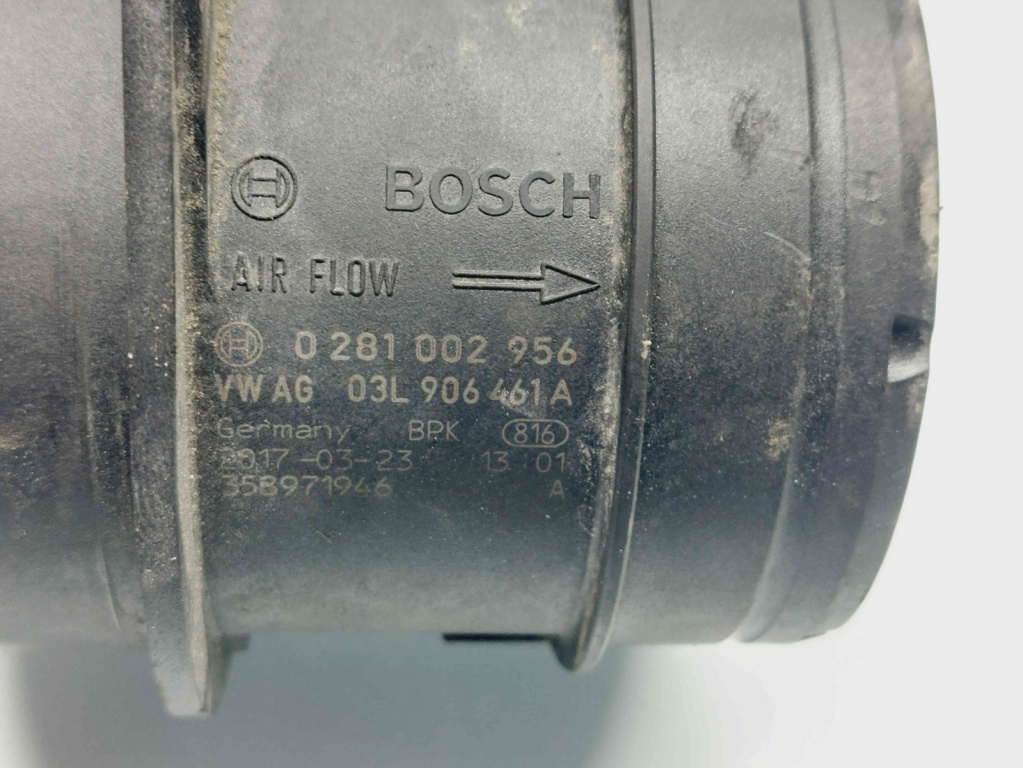 BOSCH
AIR FLOW
0 281 002 956
VW AG 03L 906 461 A
Germany BPK 816
2017-03-23 13 01
358971946 A